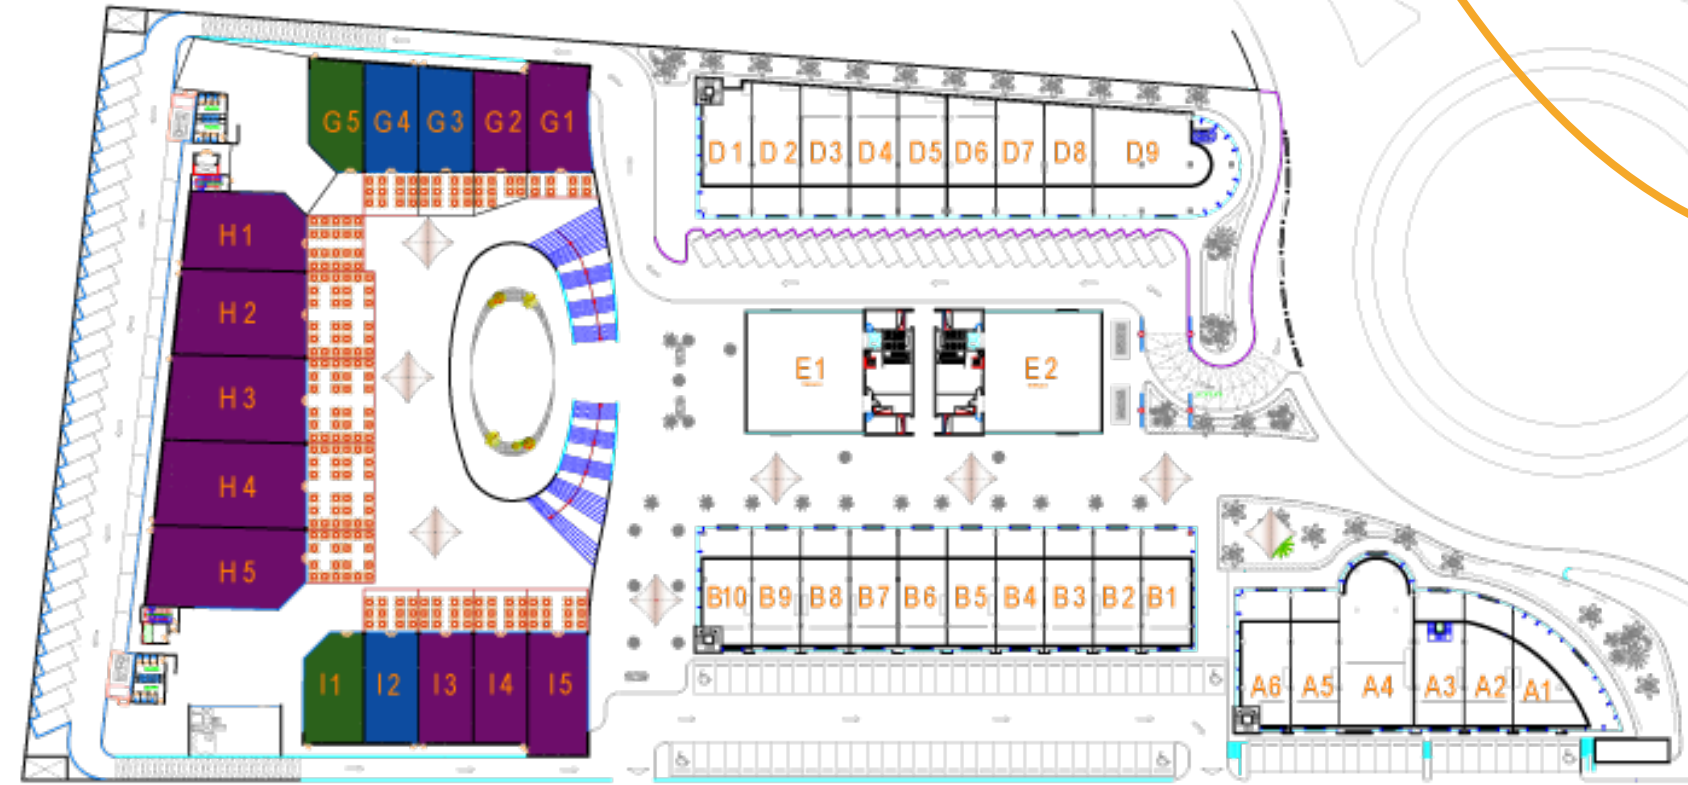 G5 G4 G3 G2 G1
D1 D2 D3 D4 D5 D6 D7 D8 D9
H1
H2
H3
H4
H5
E1 E2
B10 B9 B8 B7 B6 B5 B4 B3 B2 B1
I1 I2 I3 I4 I5
A6 A5 A4 A3 A2 A1